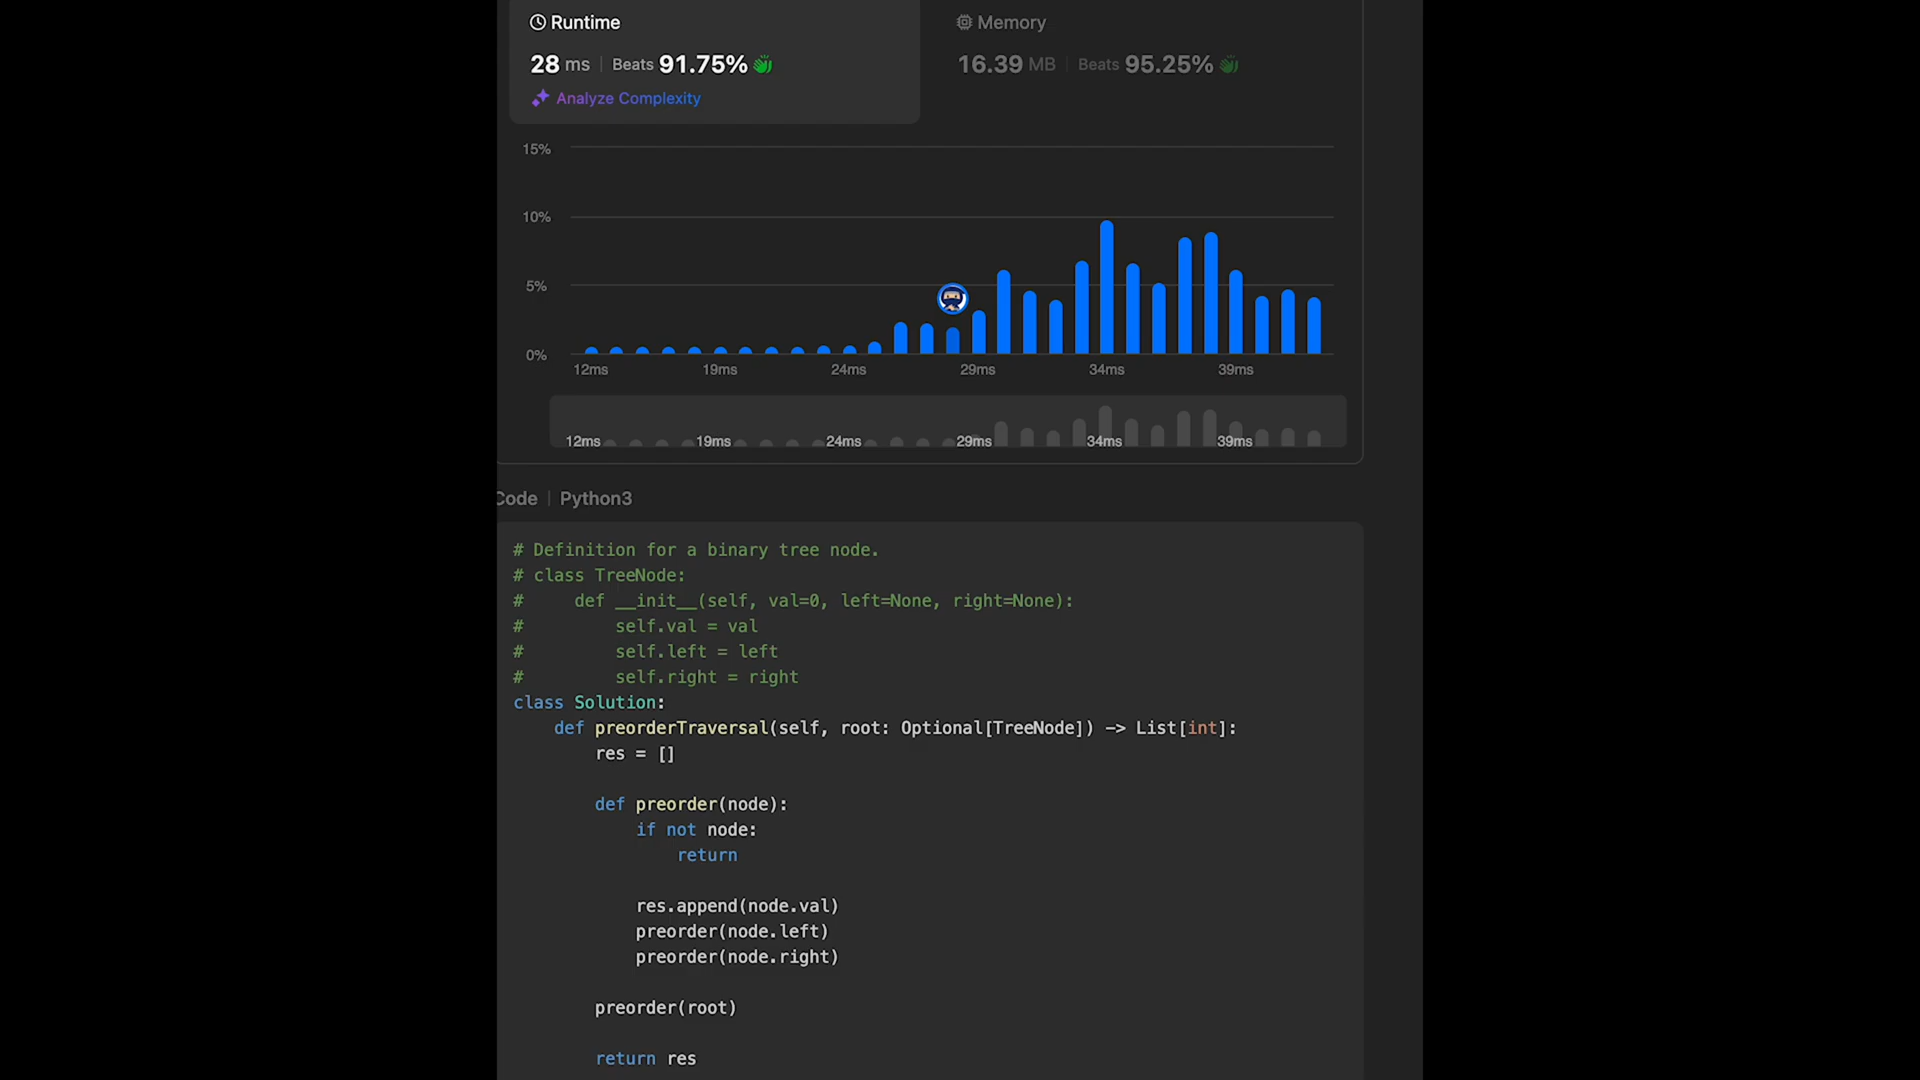 Runtime
28 ms | Beats 91.75%
Analyze Complexity
Memory
16.39 MB | Beats 95.25%
15%
10%
5%
0%
12ms 19ms 24ms 29ms 34ms 39ms
12ms 19ms 24ms 29ms 34ms 39ms
Code | Python3
# Definition for a binary tree node.
# class TreeNode:
#     def __init__(self, val=0, left=None, right=None):
#         self.val = val
#         self.left = left
#         self.right = right
class Solution:
    def preorderTraversal(self, root: Optional[TreeNode]) -> List[int]:
        res = []
        def preorder(node):
            if not node:
                return
            res.append(node.val)
            preorder(node.left)
            preorder(node.right)
        preorder(root)
        return res